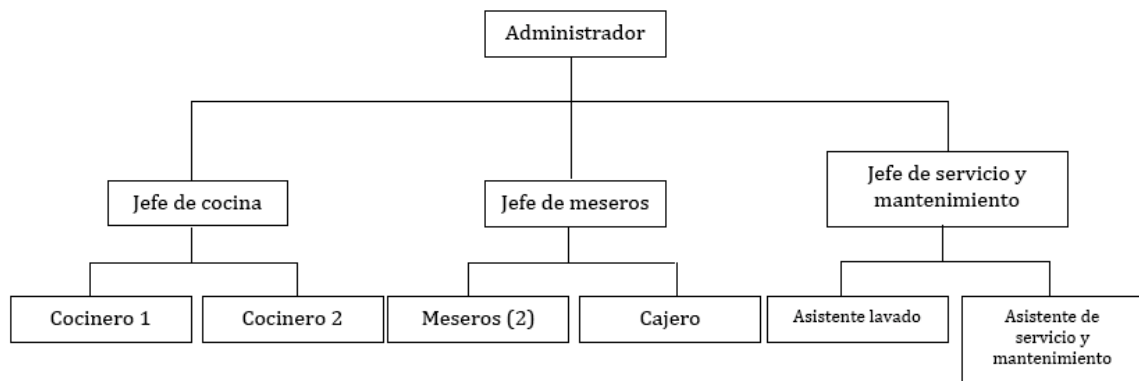 Administrador
Jefe de cocina
Jefe de meseros
Jefe de servicio y
mantenimiento
Cocinero 1
Cocinero 2
Meseros (2)
Cajero
Asistente lavado
Asistente de
servicio y
mantenimiento